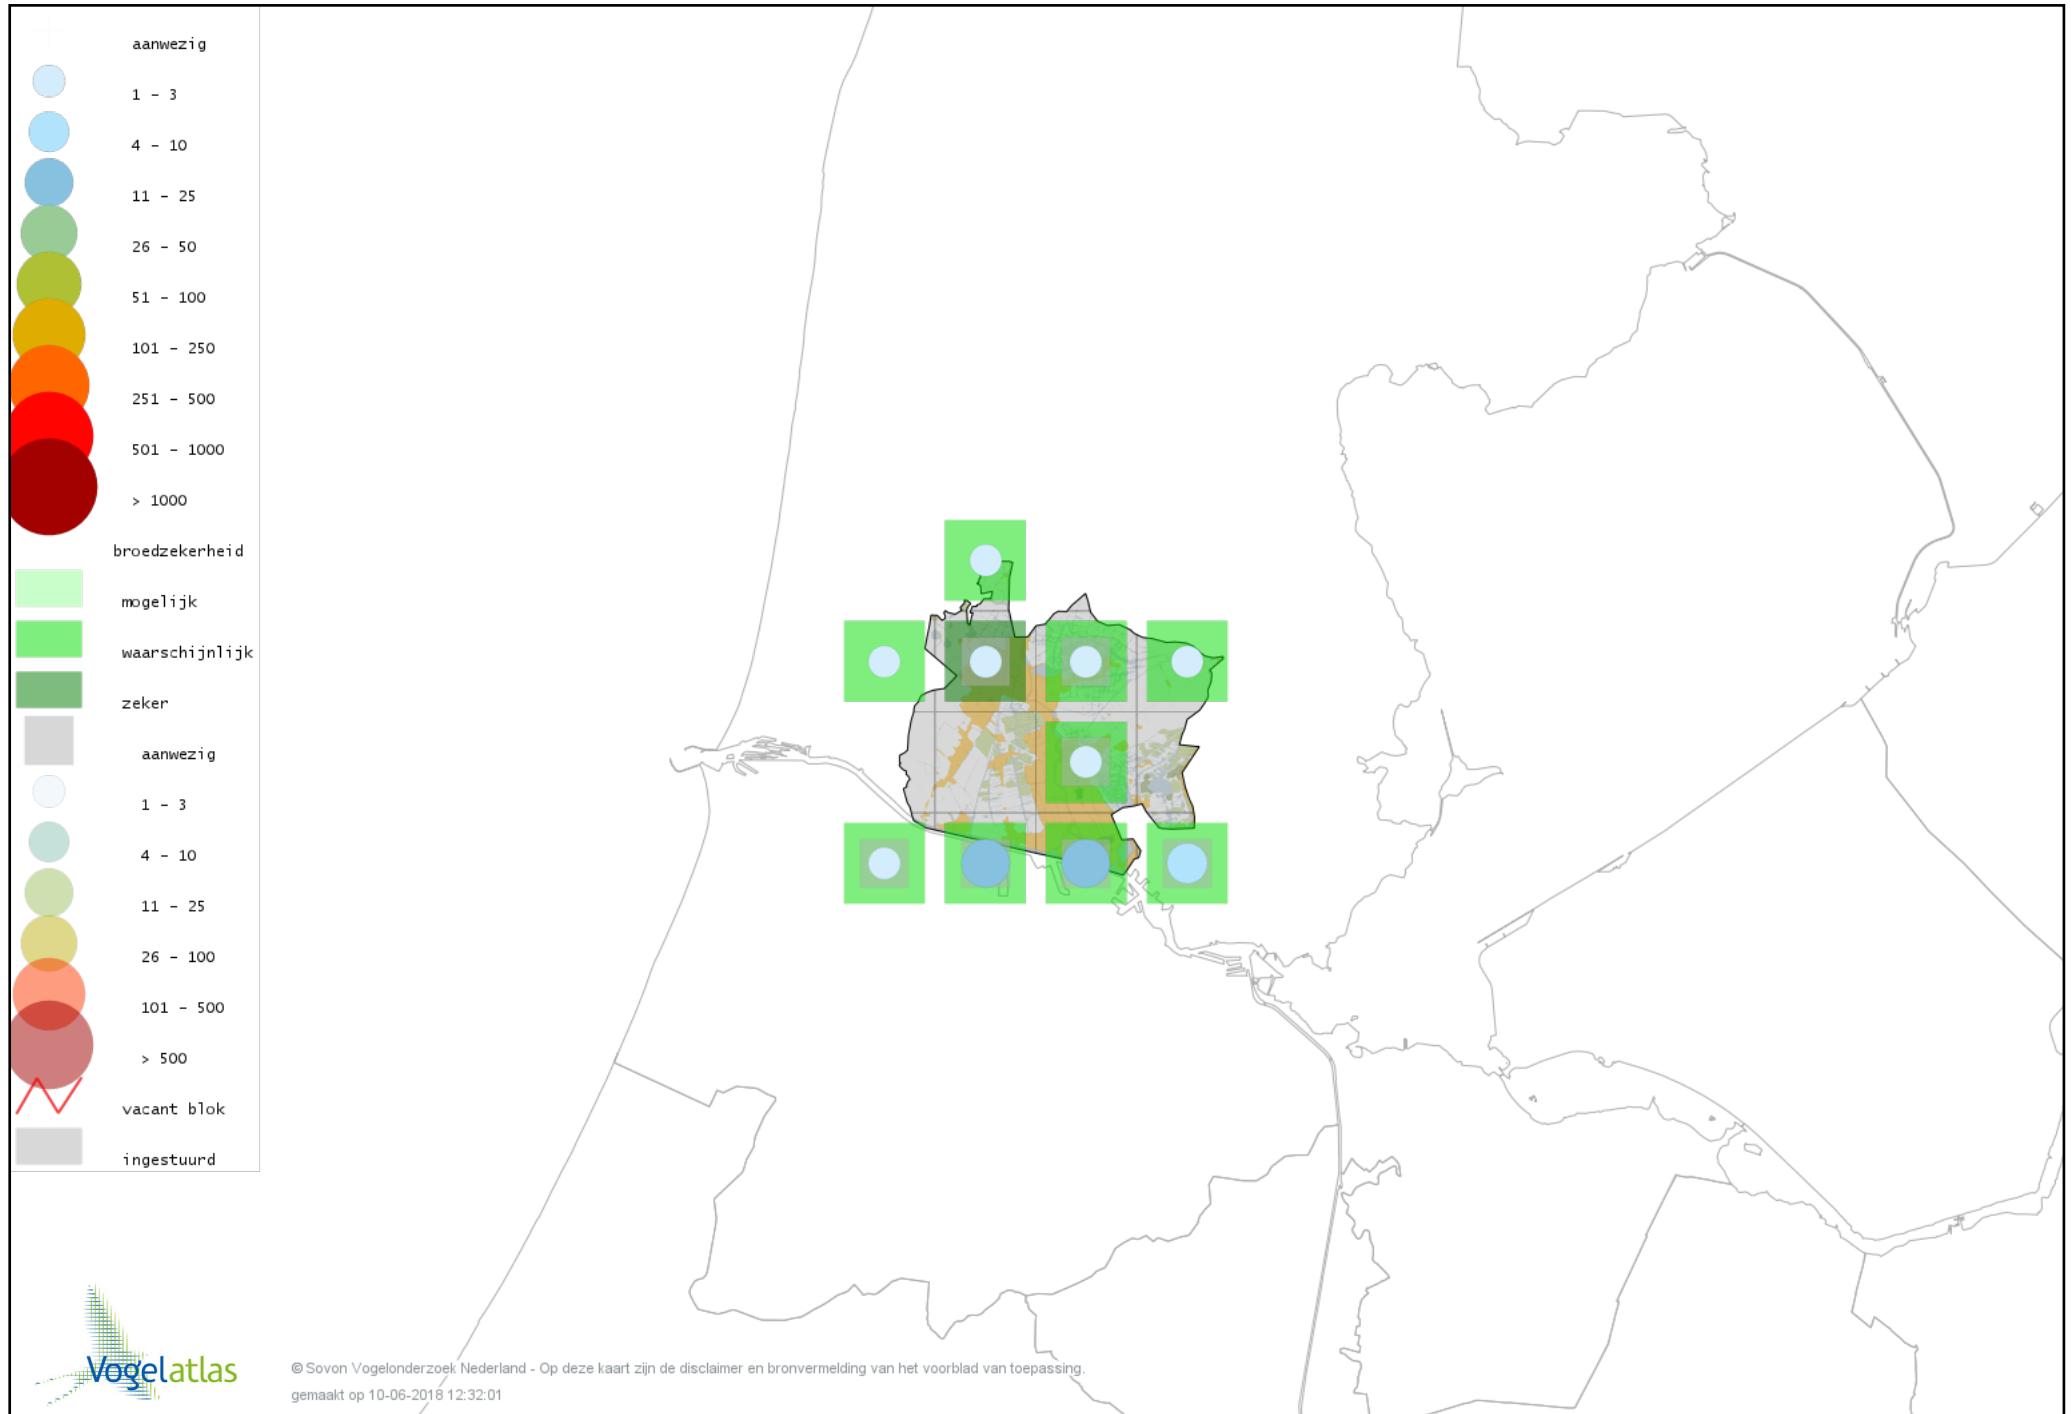 aanwezig
1 - 3
4 - 10
11 - 25
26 - 50
51 - 100
101 - 250
251 - 500
501 - 1000
> 1000
broedzekerheid
mogelijk
waarschijnlijk
zeker
aanwezig
1 - 3
4 - 10
11 - 25
26 - 100
101 - 500
> 500
vacant blok
ingestuurd
Vogelatlas
© Sovon Vogelonderzoek Nederland - Op deze kaart zijn de disclaimer en bronvermelding van het voorblad van toepassing.
gemaakt op 10-06-2018 12:32:01